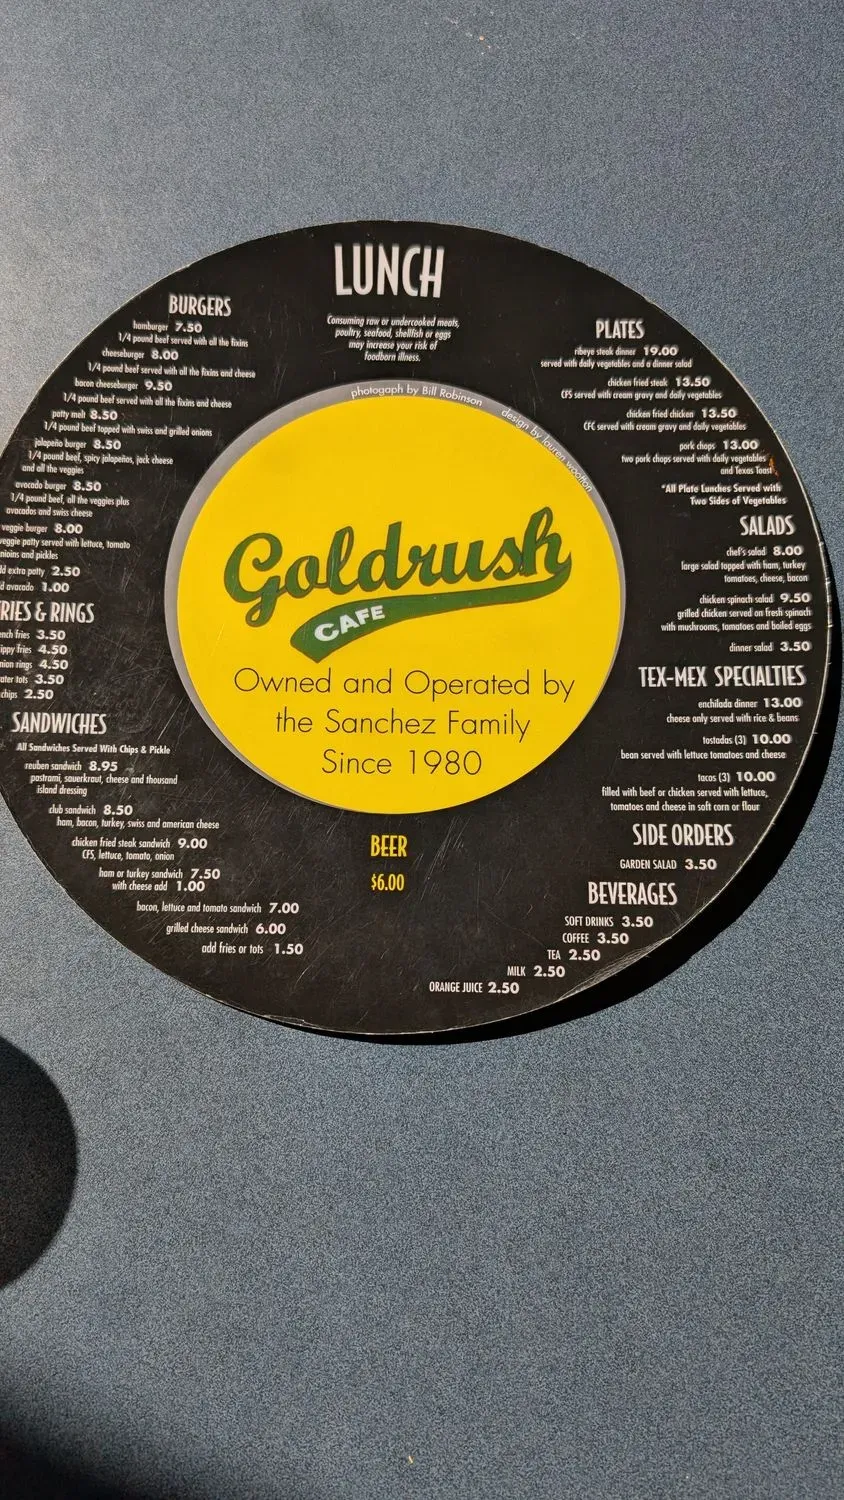 LUNCH
Consuming raw or undercooked meats,
poultry, seafood, shellfish or eggs
may increase your risk of
foodborn illness.
BURGERS
hamburger 7.50
1/4 pound beef served with all the fixins
cheeseburger 8.00
1/4 pound beef served with all the fixins and cheese
bacon cheeseburger 9.50
1/4 pound beef served with all the fixins and cheese
patty melt 8.50
1/4 pound beef topped with swiss and grilled onions
jalapeño burger 8.50
1/4 pound beef, spicy jalapeños, jack cheese
and all the veggies
avocado burger 8.50
1/4 pound beef, all the veggies plus
avocados and swiss cheese
veggie burger 8.00
veggie patty served with lettuce, tomato
nions and pickles
d extra patty 2.50
d avocado 1.00
RIES & RINGS
nch fries 3.50
ippy fries 4.50
nion rings 4.50
ater tots 3.50
chips 2.50
SANDWICHES
All Sandwiches Served With Chips & Pickle
reuben sandwich 8.95
pastrami, sauerkraut, cheese and thousand
island dressing
club sandwich 8.50
ham, bacon, turkey, swiss and american cheese
chicken fried steak sandwich 9.00
CFS, lettuce, tomato, onion
ham or turkey sandwich 7.50
with cheese add 1.00
bacon, lettuce and tomato sandwich 7.00
grilled cheese sandwich 6.00
add fries or tots 1.50
photogaph by Bill Robinson
design by lauren wootton
Goldrush
CAFE
Owned and Operated by
the Sanchez Family
Since 1980
BEER
$6.00
PLATES
ribeye steak dinner 19.00
served with daily vegetables and a dinner salad
chicken fried steak 13.50
CFS served with cream gravy and daily vegetables
chicken fried chicken 13.50
CFC served with cream gravy and daily vegetables
pork chops 13.00
two pork chops served with daily vegetables
and Texas Toast
*All Plate Lunches Served with
Two Sides of Vegetables
SALADS
chef's salad 8.00
large salad topped with ham, turkey
tomatoes, cheese, bacon
chicken spinach salad 9.50
grilled chicken served on fresh spinach
with mushrooms, tomatoes and boiled eggs
dinner salad 3.50
TEX-MEX SPECIALTIES
enchilada dinner 13.00
cheese only served with rice & beans
tostadas (3) 10.00
bean served with lettuce tomatoes and cheese
tacos (3) 10.00
filled with beef or chicken served with lettuce,
tomatoes and cheese in soft corn or flour
SIDE ORDERS
GARDEN SALAD 3.50
BEVERAGES
SOFT DRINKS 3.50
COFFEE 3.50
TEA 2.50
MILK 2.50
ORANGE JUICE 2.50